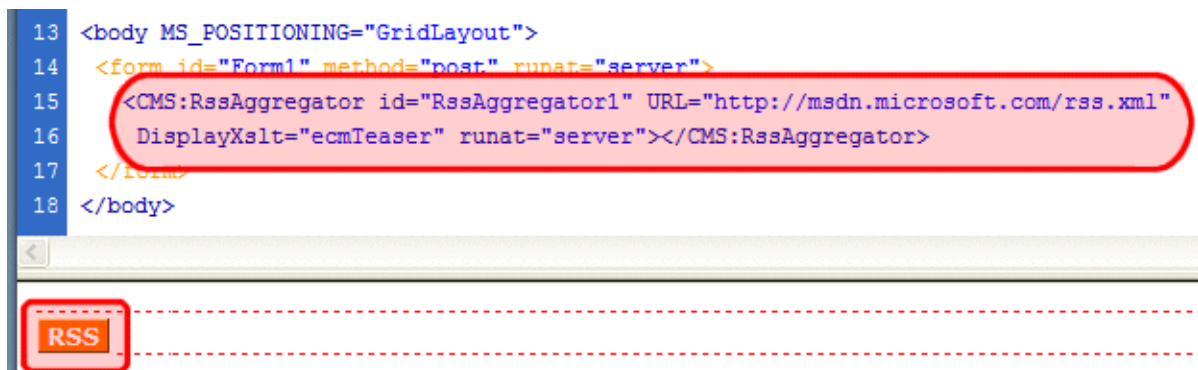 13 <body MS_POSITIONING="GridLayout">
14 <form id="Form1" method="post" runat="server">
15 <CMS:RssAggregator id="RssAggregator1" URL="http://msdn.microsoft.com/rss.xml"
16 DisplayXslt="ecmTeaser" runat="server"></CMS:RssAggregator>
17 </form>
18 </body>
RSS